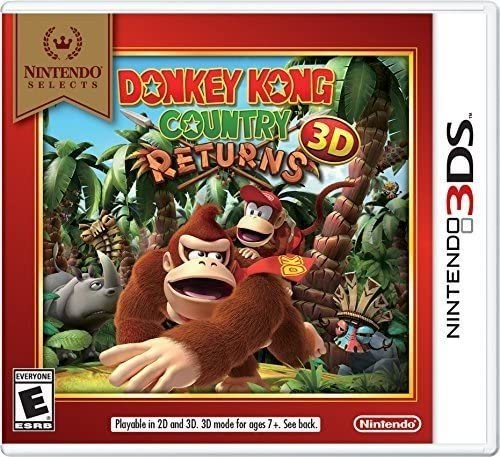 NINTENDO
SELECTS
DONKEY KONG
COUNTRY
RETURNS 3D
NINTENDO 3DS
DK
EVERYONE
E
ESRB
Playable in 2D and 3D. 3D mode for ages 7+. See back.
Nintendo